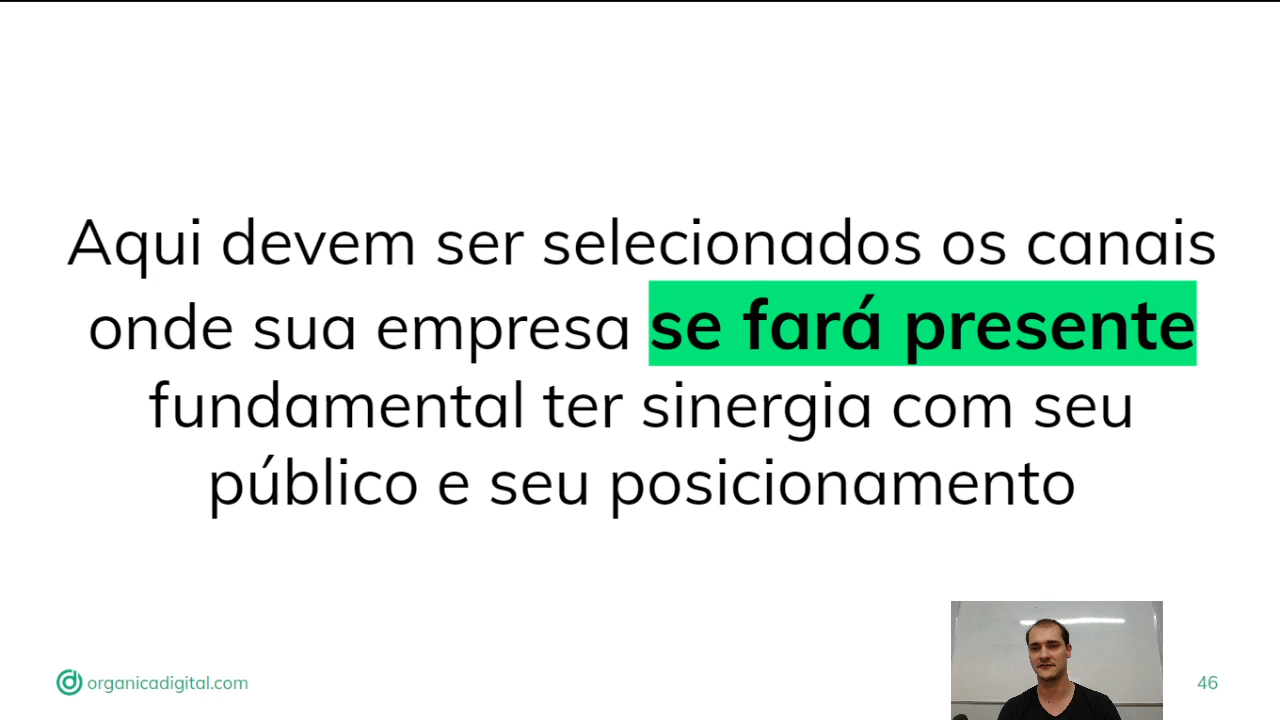 Aqui devem ser selecionados os canais
onde sua empresa se fará presente
fundamental ter sinergia com seu
público e seu posicionamento
organicadigital.com
46